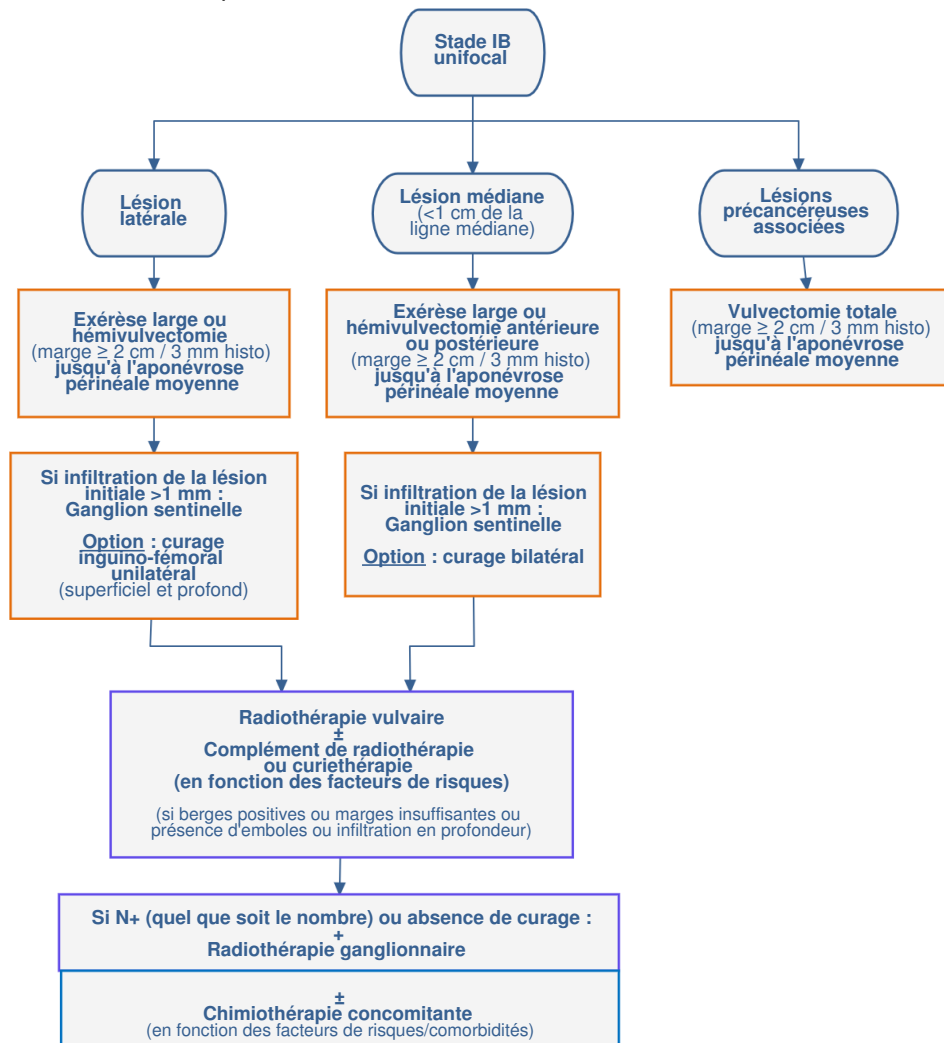 Stade IB
unifocal
Lésion
latérale
Lésion médiane
(<1 cm de la
ligne médiane)
Lésions
précancéreuses
associées
Exérèse large ou
hémivulvectomie
(marge ≥ 2 cm / 3 mm histo)
jusqu'à l'aponévrose
périnéale moyenne
Exérèse large ou
hémivulvectomie antérieure
ou postérieure
(marge ≥ 2 cm / 3 mm histo)
jusqu'à l'aponévrose
périnéale moyenne
Vulvectomie totale
(marge ≥ 2 cm / 3 mm histo)
jusqu'à l'aponévrose
périnéale moyenne
Si infiltration de la lésion
initiale >1 mm :
Ganglion sentinelle
Option : curage
inguino-fémoral
unilatéral
(superficiel et profond)
Si infiltration de la lésion
initiale >1 mm :
Ganglion sentinelle
Option : curage bilatéral
Radiothérapie vulvaire
±
Complément de radiothérapie
ou curiethérapie
(en fonction des facteurs de risques)
(si berges positives ou marges insuffisantes ou
présence d'emboles ou infiltration en profondeur)
Si N+ (quel que soit le nombre) ou absence de curage :
+
Radiothérapie ganglionnaire
±
Chimiothérapie concomitante
(en fonction des facteurs de risques/comorbidités)